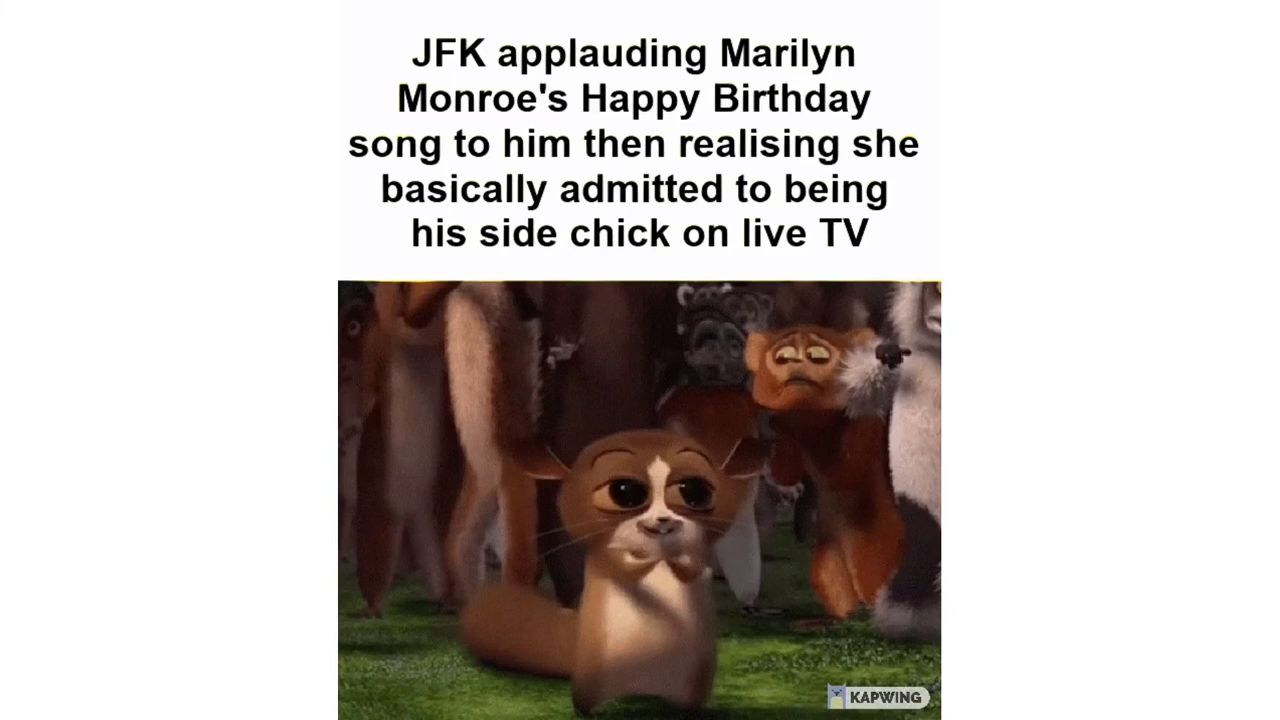 JFK applauding Marilyn
Monroe's Happy Birthday
song to him then realising she
basically admitted to being
his side chick on live TV
KAPWING